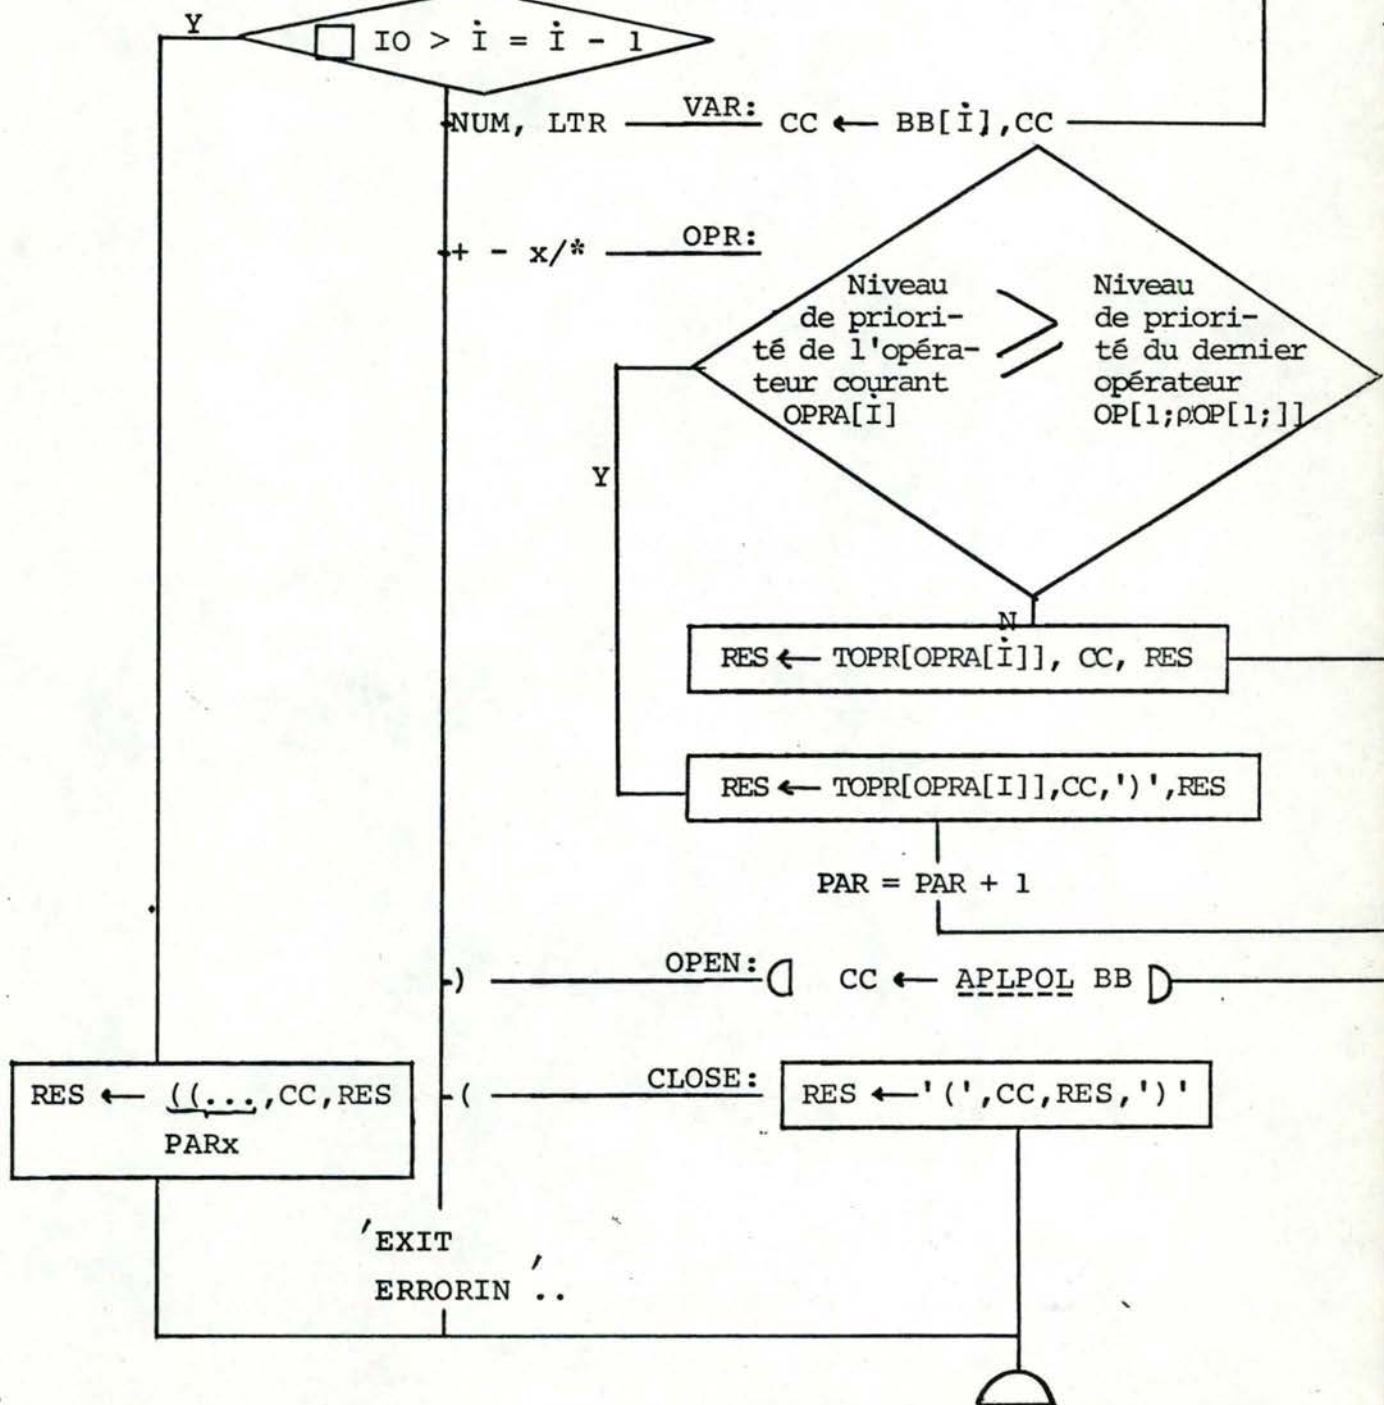 Y
□ IO > İ = İ - 1
NUM, LTR VAR: CC ← BB[İ],CC
+ - x/* OPR:
Niveau
de priori-
té de l'opéra-
teur courant
OPRA[İ]
⩾
Niveau
de priori-
té du dernier
opérateur
OP[1;ρOP[1;]]
Y
N
RES ← TOPR[OPRA[İ]], CC, RES
RES ← TOPR[OPRA[I]],CC,')',RES
PAR = PAR + 1
) OPEN: CC ← APLPOL BB
RES ← ((...,CC,RES
PARx
( CLOSE: RES ←'(',CC,RES,')'
'EXIT
ERRORIN'..